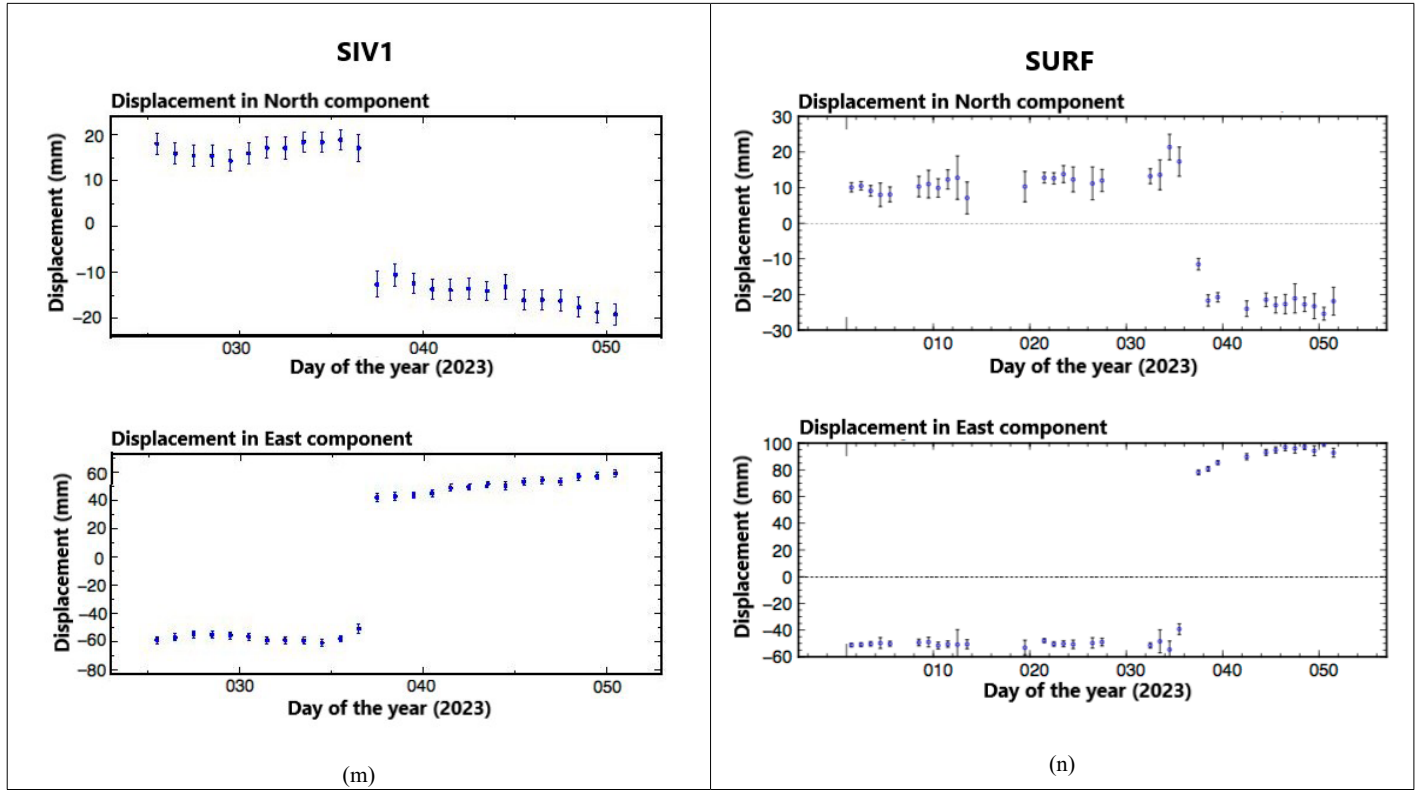 SIV1
Displacement in North component
Displacement (mm)
20
10
0
−10
−20
030
040
050
Day of the year (2023)
Displacement in East component
Displacement (mm)
60
40
20
0
−20
−40
−60
−80
030
040
050
Day of the year (2023)
(m)
SURF
Displacement in North component
Displacement (mm)
30
20
10
0
−10
−20
−30
010
020
030
040
050
Day of the year (2023)
Displacement in East component
Displacement (mm)
100
80
60
40
20
0
−20
−40
−60
010
020
030
040
050
Day of the year (2023)
(n)